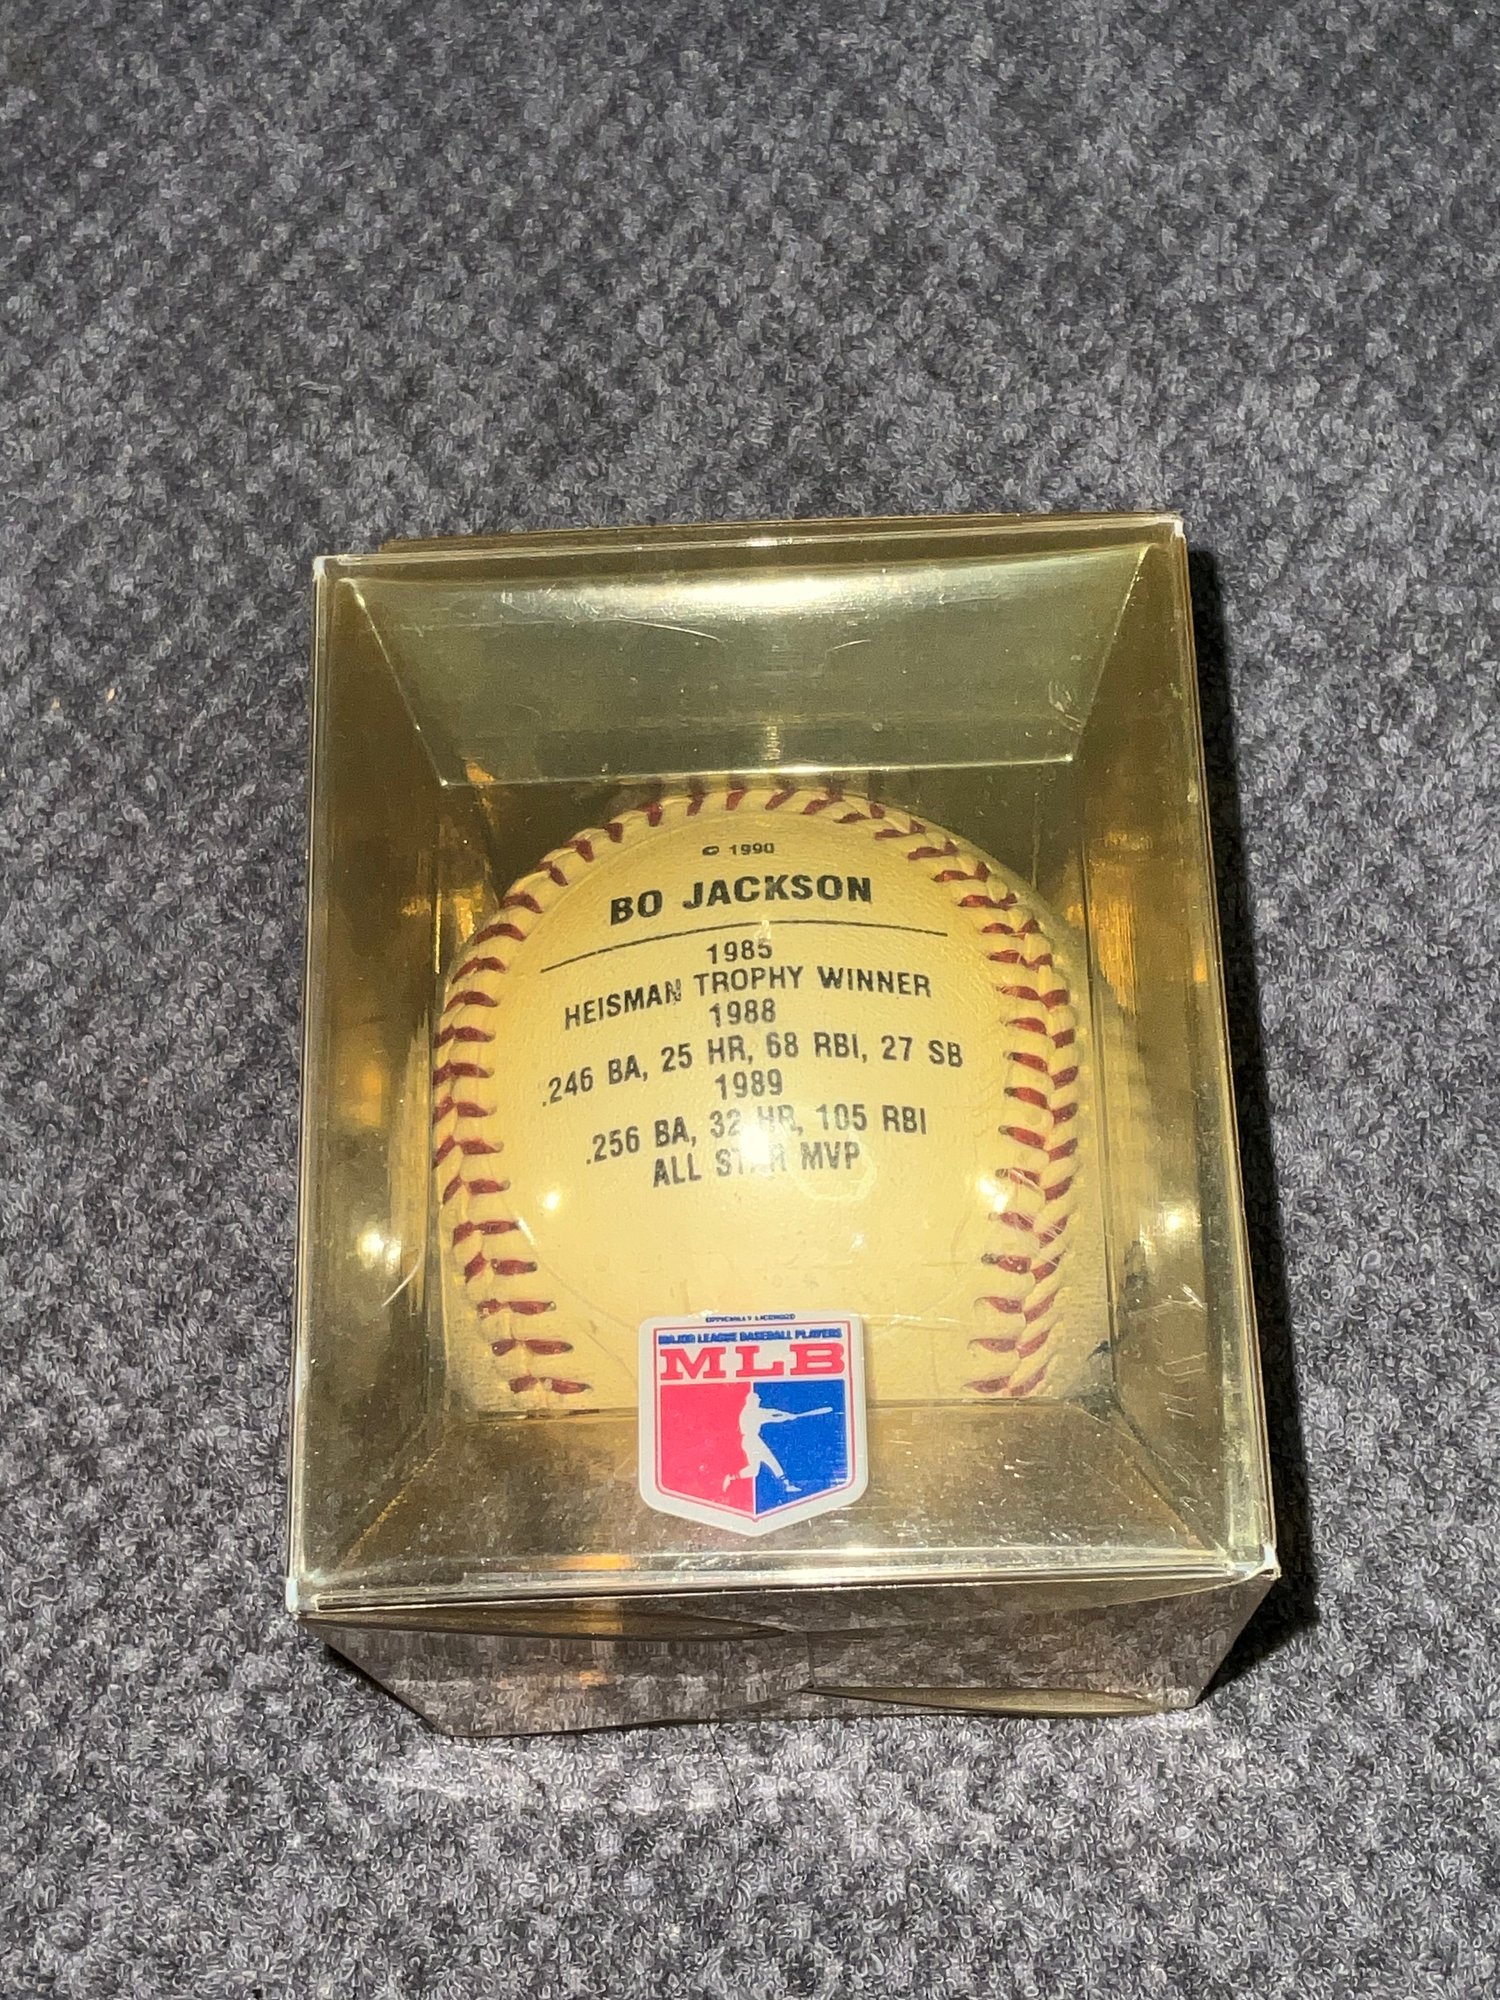 © 1990
BO JACKSON
1985
HEISMAN TROPHY WINNER
1988
.246 BA, 25 HR, 68 RBI, 27 SB
1989
.256 BA, 32 HR, 105 RBI
ALL STAR MVP
OFFICIALLY LICENSED
MAJOR LEAGUE BASEBALL PLAYERS
MLB